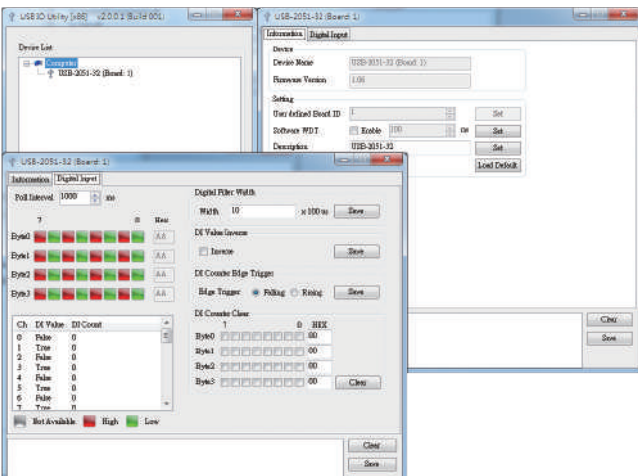 USB IO Utility [x86] v2.0.0.1 (Build 001)
Device List
Computer
USB-2051-32 (Board: 1)
USB-2051-32 (Board: 1)
Information Digital Input
Device
Device Name USB-2051-32 (Board: 1)
Firmware Version 1.06
Setting
User defined Board ID 1 Set
Software WDT Enable 100 ms Set
Description USB-2051-32 Set
Load Default
Clear
Save
USB-2051-32 (Board: 1)
Information Digital Input
Poll Interval 1000 ms
7 0 Hex
Byte0 AA
Byte1 AA
Byte2 AA
Byte3 AA
Ch DI Value DI Count
0 False 0
1 True 0
2 False 0
3 True 0
4 False 0
5 True 0
6 False 0
7 True 0
Not Available High Low
Digital Filter Width
Width 10 x 100 us Save
DI Value Inverse
Inverse Save
DI Counter Edge Trigger
Edge Trigger Falling Rising Save
DI Counter Clear
7 0 HEX
Byte0 00
Byte1 00
Byte2 00
Byte3 00 Clear
Clear
Save